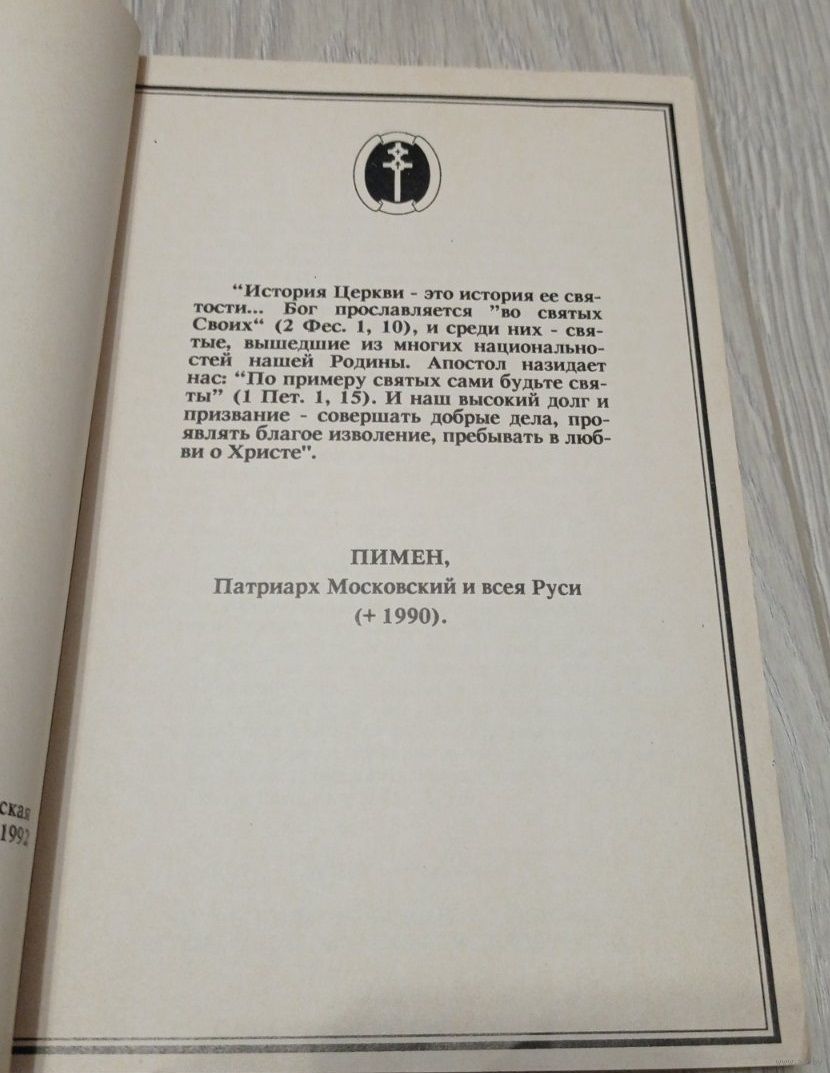 ская
1992
“История Церкви - это история ее свя-
тости... Бог прославляется ”во святых
Своих“ (2 Фес. 1, 10), и среди них - свя-
тые, вышедшие из многих национально-
стей нашей Родины. Апостол назидает
нас: “По примеру святых сами будьте свя-
ты” (1 Пет. 1, 15). И наш высокий долг и
призвание - совершать добрые дела, про-
являть благое изволение, пребывать в люб-
ви о Христе".
ПИМЕН,
Патриарх Московский и всея Руси
(+ 1990).